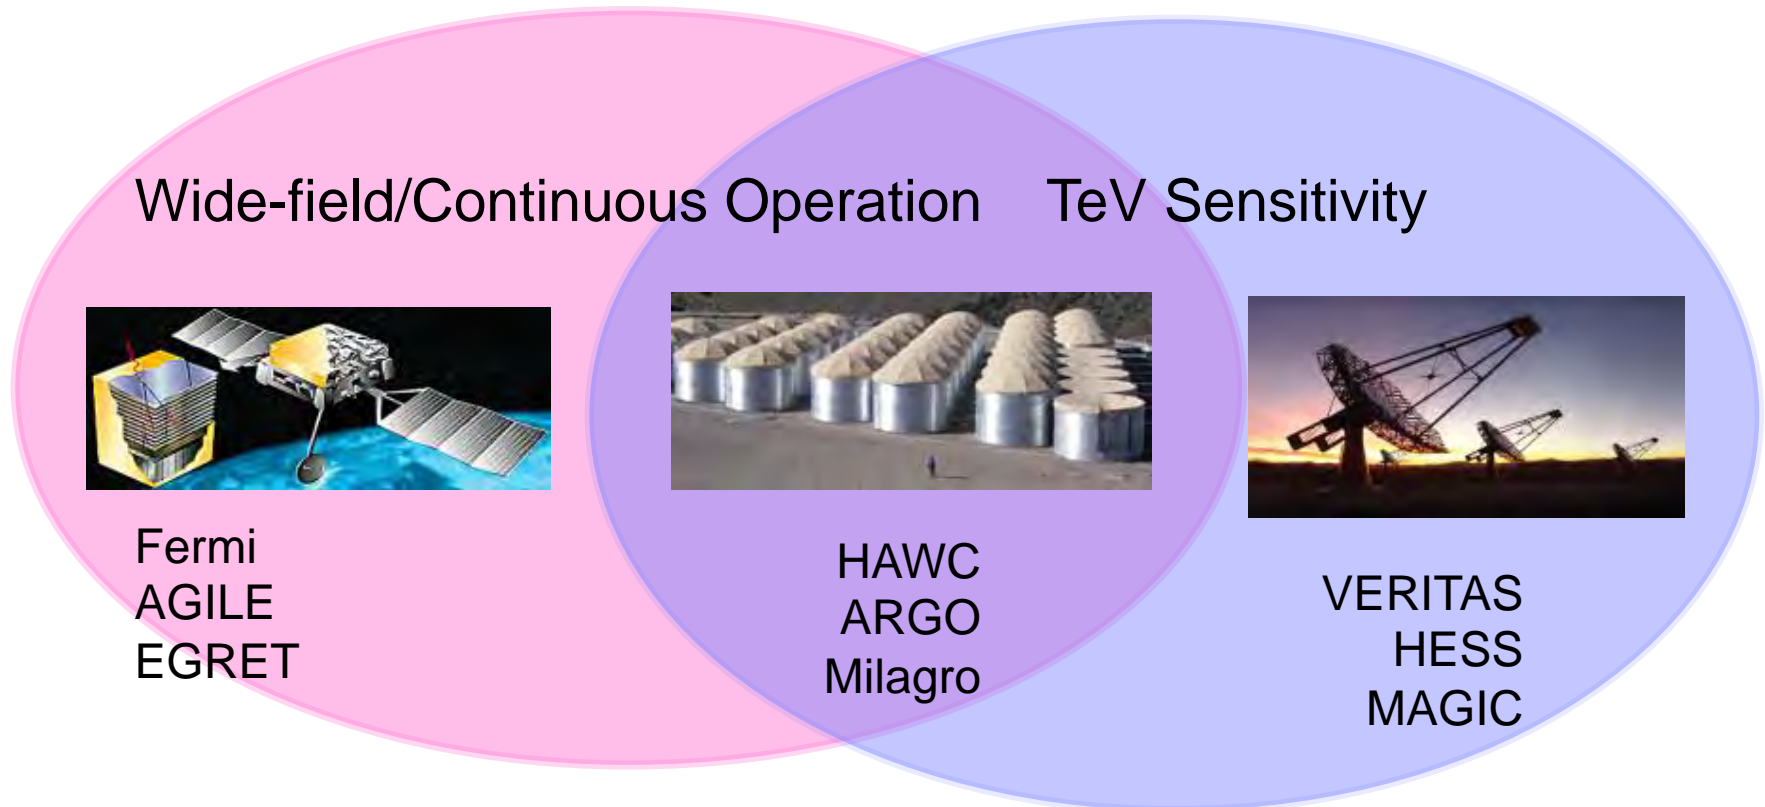 Wide-field/Continuous Operation TeV Sensitivity
Fermi
AGILE
EGRET
HAWC
ARGO
Milagro
VERITAS
HESS
MAGIC